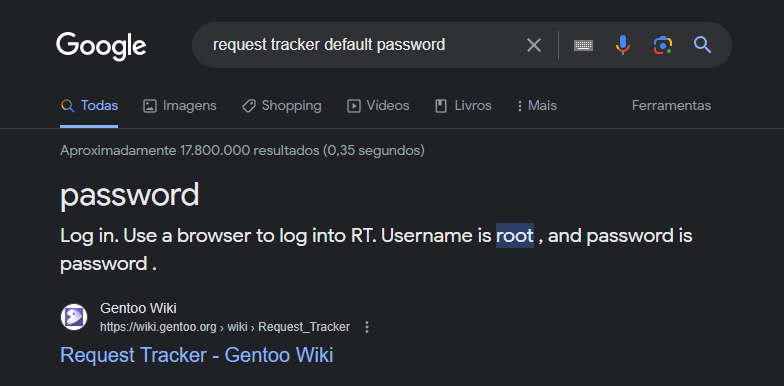 Google
request tracker default password
Todas Imagens Shopping Vídeos Livros Mais Ferramentas
Aproximadamente 17.800.000 resultados (0,35 segundos)
password
Log in. Use a browser to log into RT. Username is root , and password is
password .
Gentoo Wiki
https://wiki.gentoo.org › wiki › Request_Tracker
Request Tracker - Gentoo Wiki